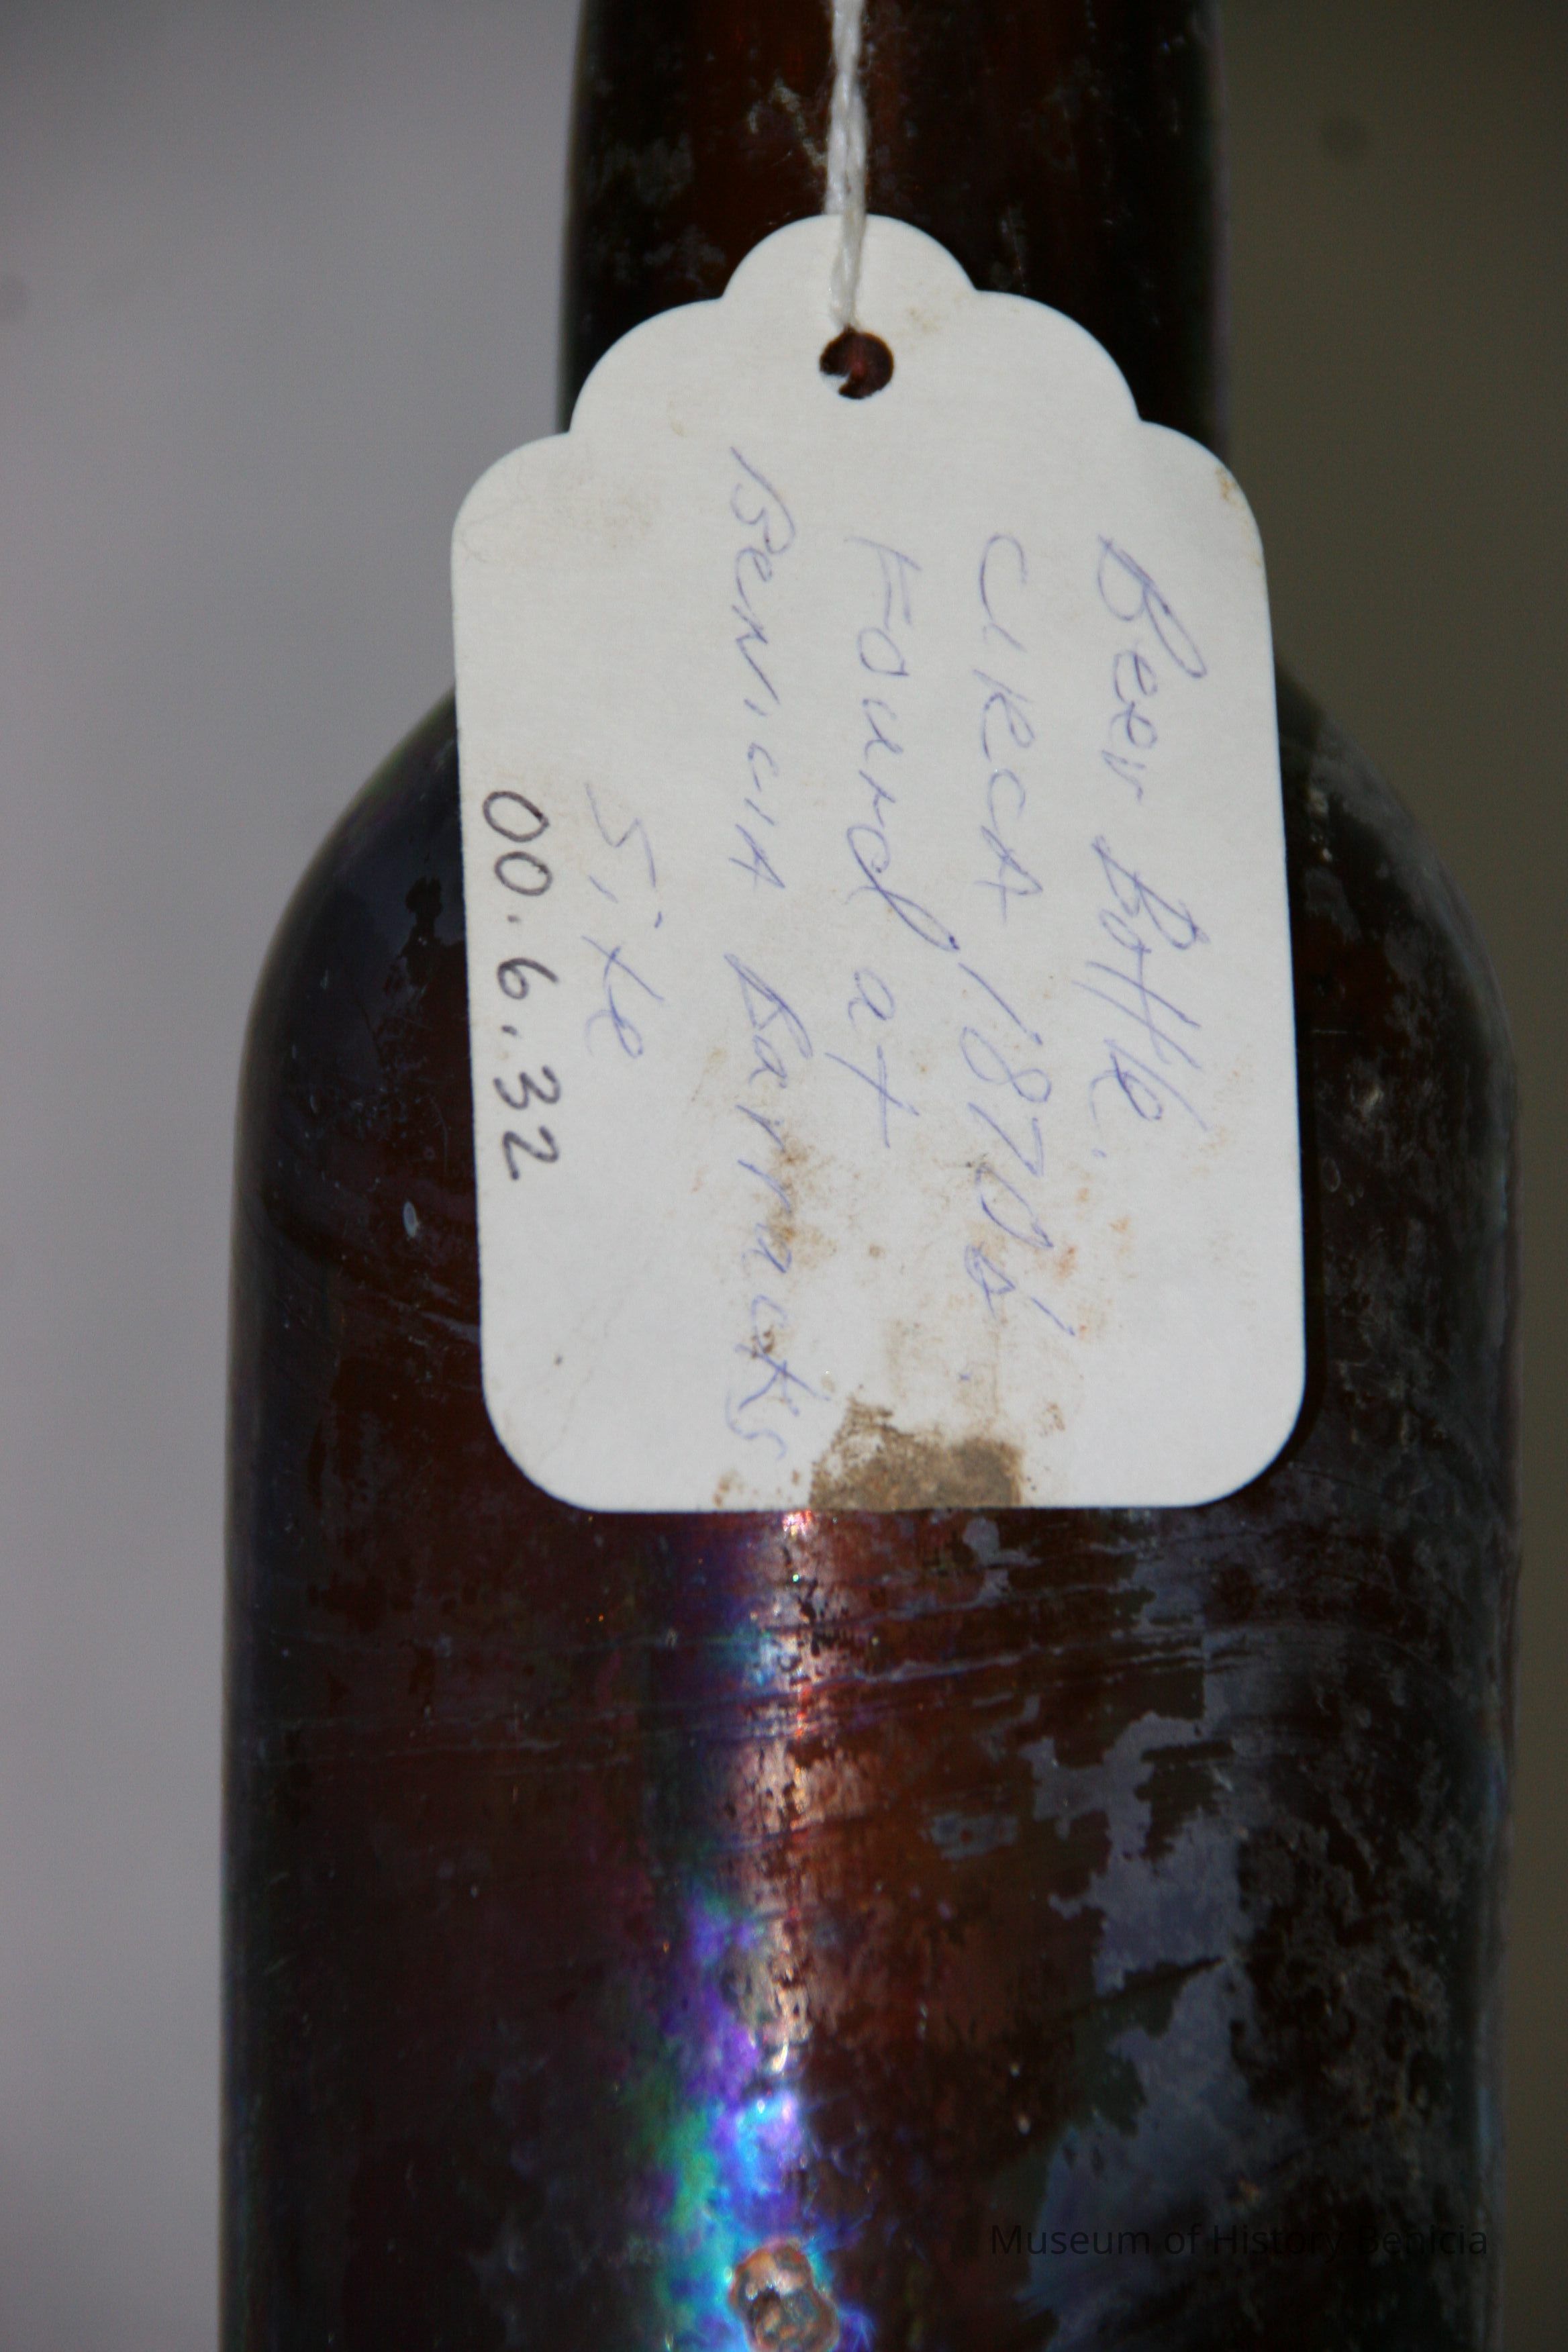 Beer Bottle.
CIRCA 1870's.
Found at
Benicia Barracks
Site
00.6.32
Museum of History Benicia